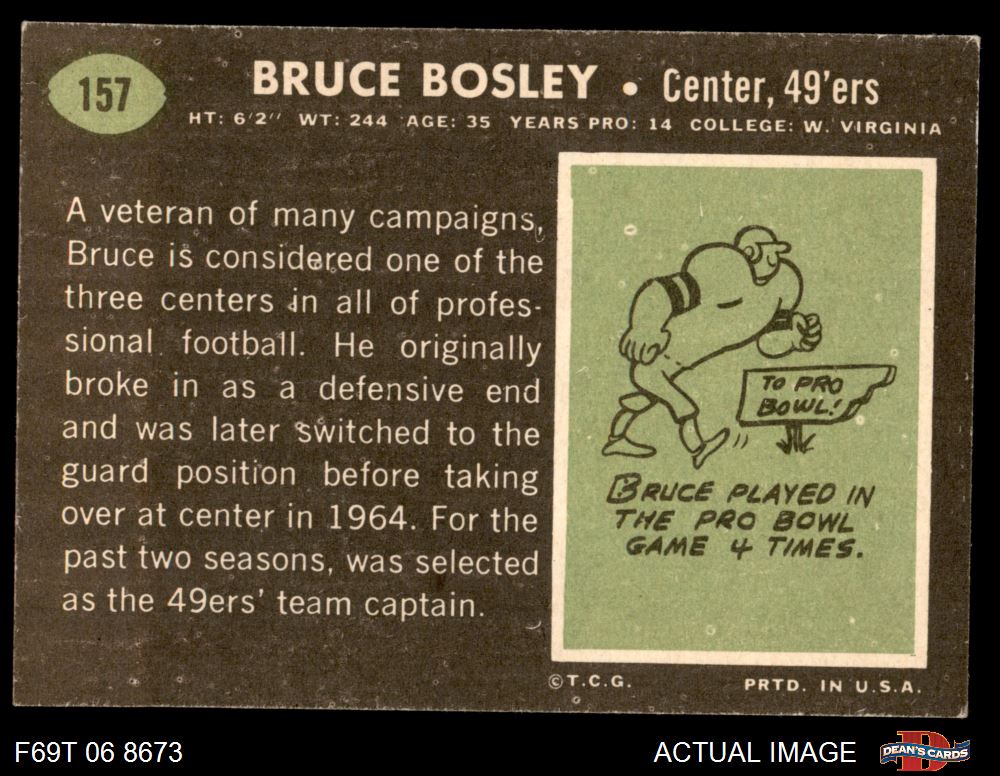 157
BRUCE BOSLEY • Center, 49'ers
HT: 6'2'' WT: 244 AGE: 35 YEARS PRO: 14 COLLEGE: W. VIRGINIA
A veteran of many campaigns,
Bruce is considered one of the
three centers in all of profes-
sional football. He originally
broke in as a defensive end
and was later switched to the
guard position before taking
over at center in 1964. For the
past two seasons, was selected
as the 49ers' team captain.
TO PRO
BOWL!
BRUCE PLAYED IN
THE PRO BOWL
GAME 4 TIMES.
©T.C.G. PRTD. IN U.S.A.
F69T 06 8673 ACTUAL IMAGE DEAN'S CARDS